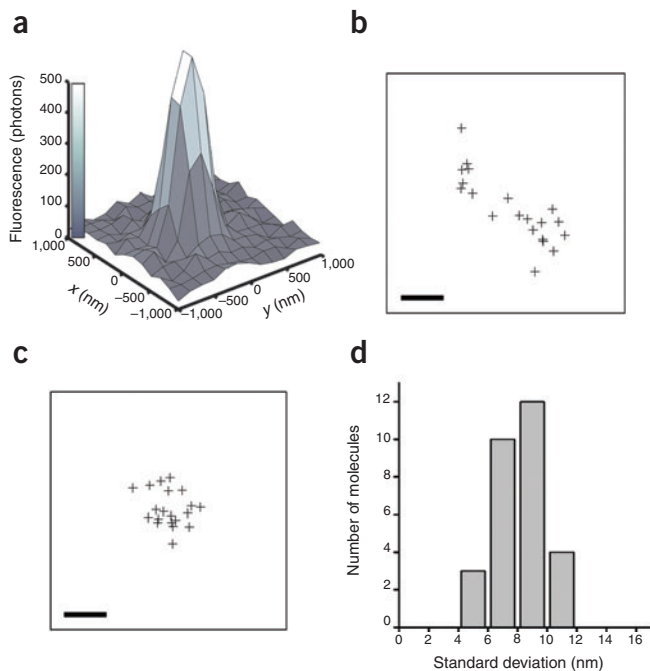 a
Fluorescence (photons)
500
400
300
200
100
0
1,000
500
0
–500
–1,000
x (nm)
–1,000
–500
0
500
1,000
y (nm)
b
c
d
Number of molecules
12
10
8
6
4
2
0
0 2 4 6 8 10 12 14 16
Standard deviation (nm)